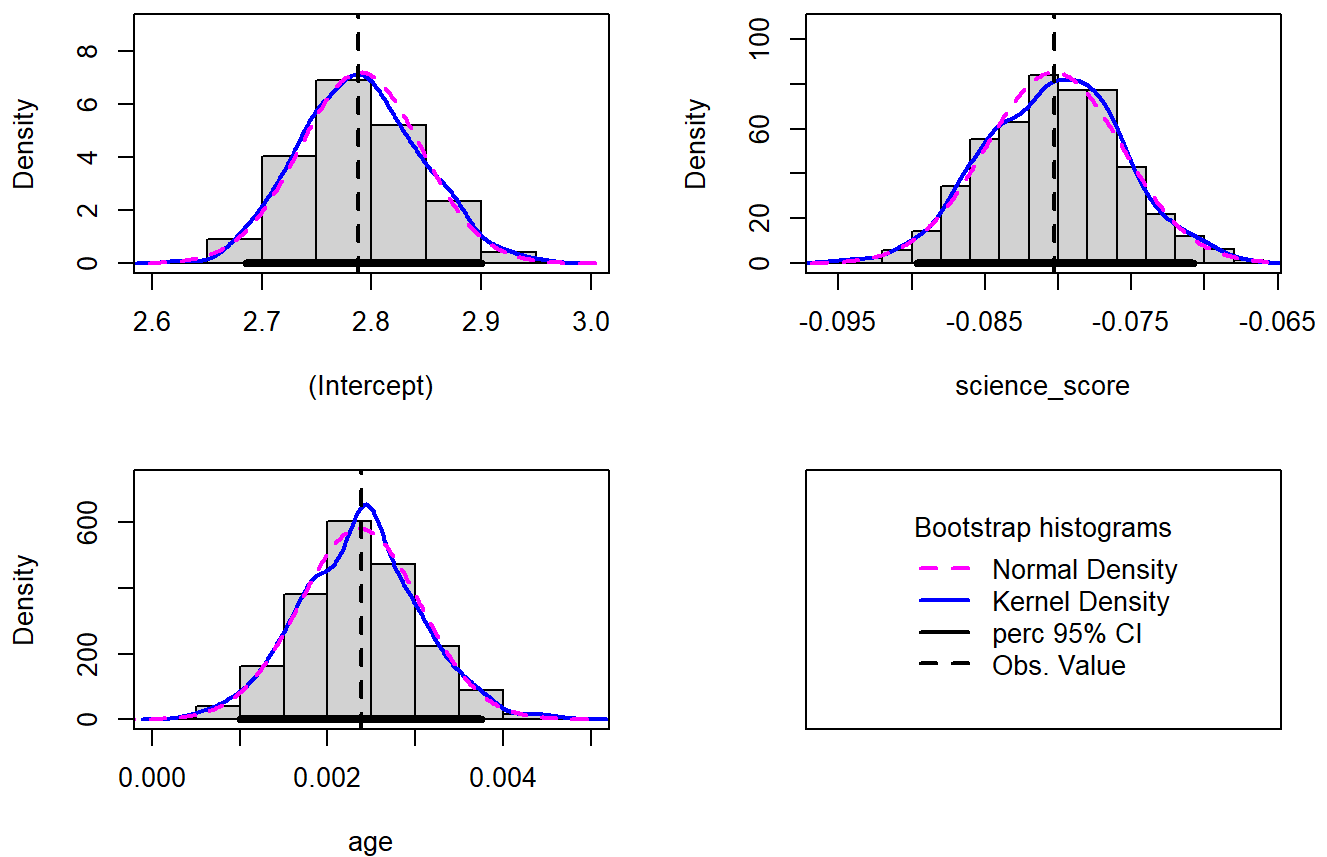 Density
8
6
4
2
0
2.6 2.7 2.8 2.9 3.0
(Intercept)
Density
100
60
20
0
-0.095 -0.085 -0.075 -0.065
science_score
Density
600
200
0
0.000 0.002 0.004
age
Bootstrap histograms
Normal Density
Kernel Density
perc 95% CI
Obs. Value